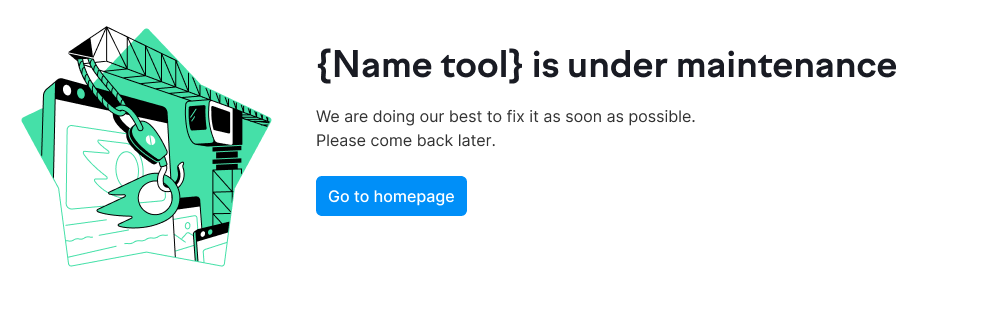 {Name tool} is under maintenance
We are doing our best to fix it as soon as possible.
Please come back later.
Go to homepage